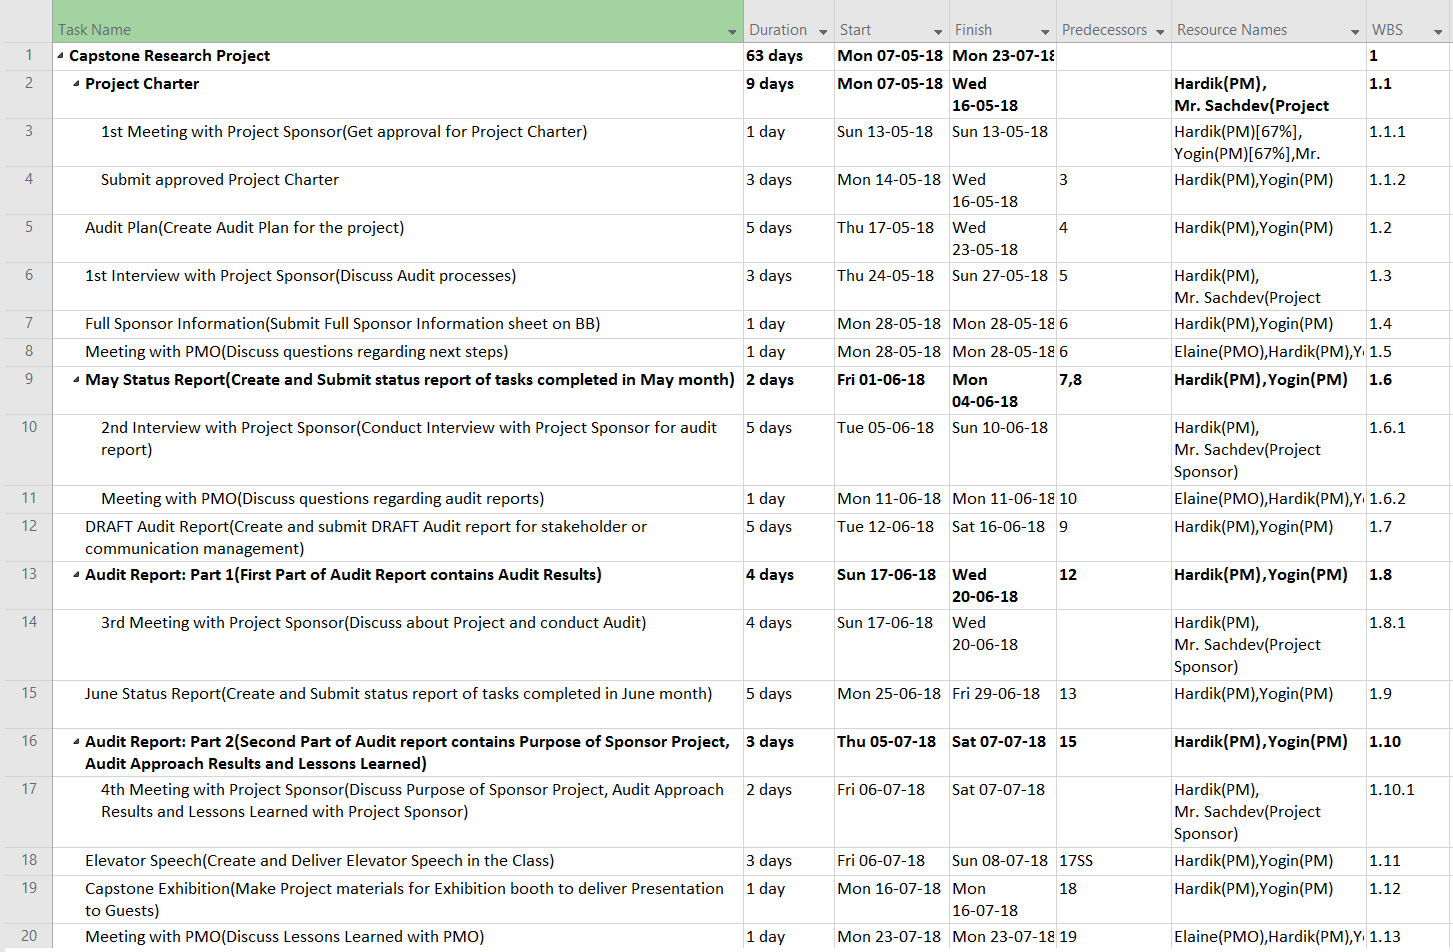 Task Name Duration Start Finish Predecessors Resource Names WBS
1 Capstone Research Project 63 days Mon 07-05-18 Mon 23-07-18 1
2 Project Charter 9 days Mon 07-05-18 Wed 16-05-18 Hardik(PM), Mr. Sachdev(Project 1.1
3 1st Meeting with Project Sponsor(Get approval for Project Charter) 1 day Sun 13-05-18 Sun 13-05-18 Hardik(PM)[67%], Yogin(PM)[67%],Mr. 1.1.1
4 Submit approved Project Charter 3 days Mon 14-05-18 Wed 16-05-18 3 Hardik(PM),Yogin(PM) 1.1.2
5 Audit Plan(Create Audit Plan for the project) 5 days Thu 17-05-18 Wed 23-05-18 4 Hardik(PM),Yogin(PM) 1.2
6 1st Interview with Project Sponsor(Discuss Audit processes) 3 days Thu 24-05-18 Sun 27-05-18 5 Hardik(PM), Mr. Sachdev(Project 1.3
7 Full Sponsor Information(Submit Full Sponsor Information sheet on BB) 1 day Mon 28-05-18 Mon 28-05-18 6 Hardik(PM),Yogin(PM) 1.4
8 Meeting with PMO(Discuss questions regarding next steps) 1 day Mon 28-05-18 Mon 28-05-18 6 Elaine(PMO),Hardik(PM),Y 1.5
9 May Status Report(Create and Submit status report of tasks completed in May month) 2 days Fri 01-06-18 Mon 04-06-18 7,8 Hardik(PM),Yogin(PM) 1.6
10 2nd Interview with Project Sponsor(Conduct Interview with Project Sponsor for audit report) 5 days Tue 05-06-18 Sun 10-06-18 Hardik(PM), Mr. Sachdev(Project Sponsor) 1.6.1
11 Meeting with PMO(Discuss questions regarding audit reports) 1 day Mon 11-06-18 Mon 11-06-18 10 Elaine(PMO),Hardik(PM),Y 1.6.2
12 DRAFT Audit Report(Create and submit DRAFT Audit report for stakeholder or communication management) 5 days Tue 12-06-18 Sat 16-06-18 9 Hardik(PM),Yogin(PM) 1.7
13 Audit Report: Part 1(First Part of Audit Report contains Audit Results) 4 days Sun 17-06-18 Wed 20-06-18 12 Hardik(PM),Yogin(PM) 1.8
14 3rd Meeting with Project Sponsor(Discuss about Project and conduct Audit) 4 days Sun 17-06-18 Wed 20-06-18 Hardik(PM), Mr. Sachdev(Project Sponsor) 1.8.1
15 June Status Report(Create and Submit status report of tasks completed in June month) 5 days Mon 25-06-18 Fri 29-06-18 13 Hardik(PM),Yogin(PM) 1.9
16 Audit Report: Part 2(Second Part of Audit report contains Purpose of Sponsor Project, Audit Approach Results and Lessons Learned) 3 days Thu 05-07-18 Sat 07-07-18 15 Hardik(PM),Yogin(PM) 1.10
17 4th Meeting with Project Sponsor(Discuss Purpose of Sponsor Project, Audit Approach Results and Lessons Learned with Project Sponsor) 2 days Fri 06-07-18 Sat 07-07-18 Hardik(PM), Mr. Sachdev(Project Sponsor) 1.10.1
18 Elevator Speech(Create and Deliver Elevator Speech in the Class) 3 days Fri 06-07-18 Sun 08-07-18 17SS Hardik(PM),Yogin(PM) 1.11
19 Capstone Exhibition(Make Project materials for Exhibition booth to deliver Presentation to Guests) 1 day Mon 16-07-18 Mon 16-07-18 18 Hardik(PM),Yogin(PM) 1.12
20 Meeting with PMO(Discuss Lessons Learned with PMO) 1 day Mon 23-07-18 Mon 23-07-18 19 Elaine(PMO),Hardik(PM),Y 1.13